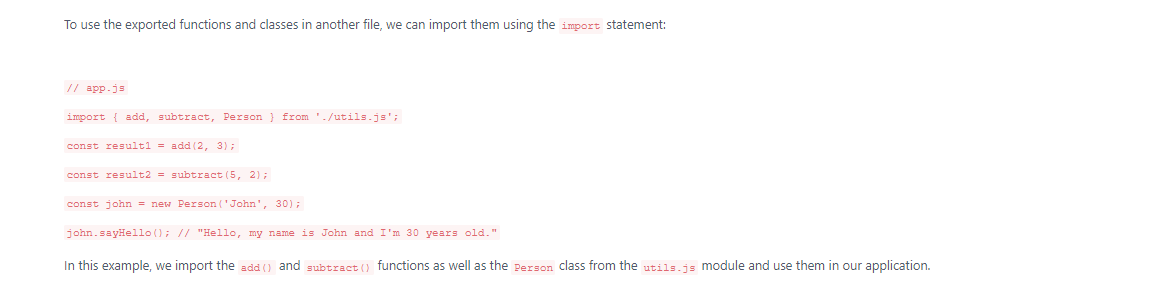 To use the exported functions and classes in another file, we can import them using the import statement:
// app.js
import { add, subtract, Person } from './utils.js';
const result1 = add(2, 3);
const result2 = subtract(5, 2);
const john = new Person('John', 30);
john.sayHello(); // "Hello, my name is John and I'm 30 years old."
In this example, we import the add() and subtract() functions as well as the Person class from the utils.js module and use them in our application.